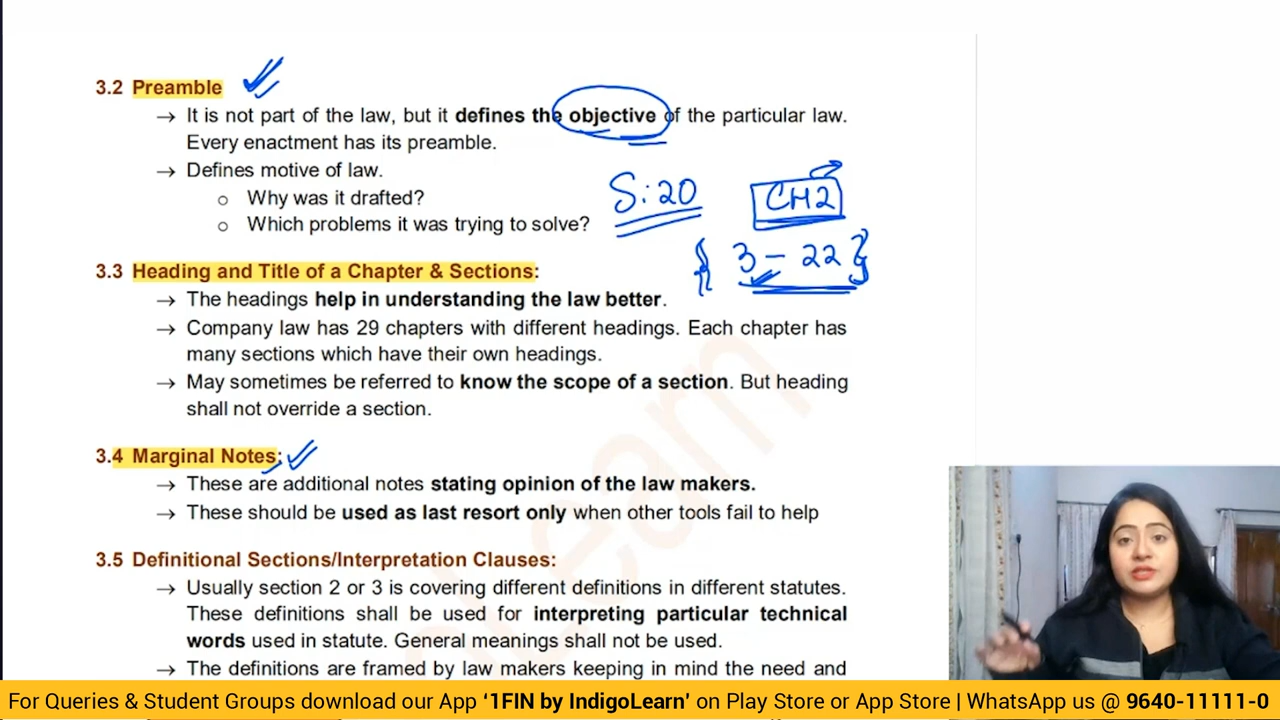 3.2 Preamble
→ It is not part of the law, but it defines the objective of the particular law.
Every enactment has its preamble.
→ Defines motive of law.
o Why was it drafted?
o Which problems it was trying to solve?
S:20
CH2
{ 3 – 22 }
3.3 Heading and Title of a Chapter & Sections:
→ The headings help in understanding the law better.
→ Company law has 29 chapters with different headings. Each chapter has
many sections which have their own headings.
→ May sometimes be referred to know the scope of a section. But heading
shall not override a section.
3.4 Marginal Notes:
→ These are additional notes stating opinion of the law makers.
→ These should be used as last resort only when other tools fail to help
3.5 Definitional Sections/Interpretation Clauses:
→ Usually section 2 or 3 is covering different definitions in different statutes.
These definitions shall be used for interpreting particular technical
words used in statute. General meanings shall not be used.
→ The definitions are framed by law makers keeping in mind the need and
For Queries & Student Groups download our App ‘1FIN by IndigoLearn’ on Play Store or App Store | WhatsApp us @ 9640-11111-0